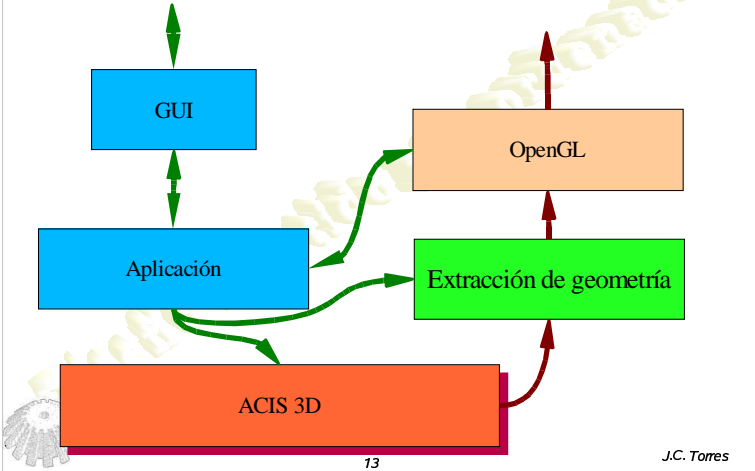 GUI
OpenGL
Aplicación
Extracción de geometría
ACIS 3D
13
J.C. Torres